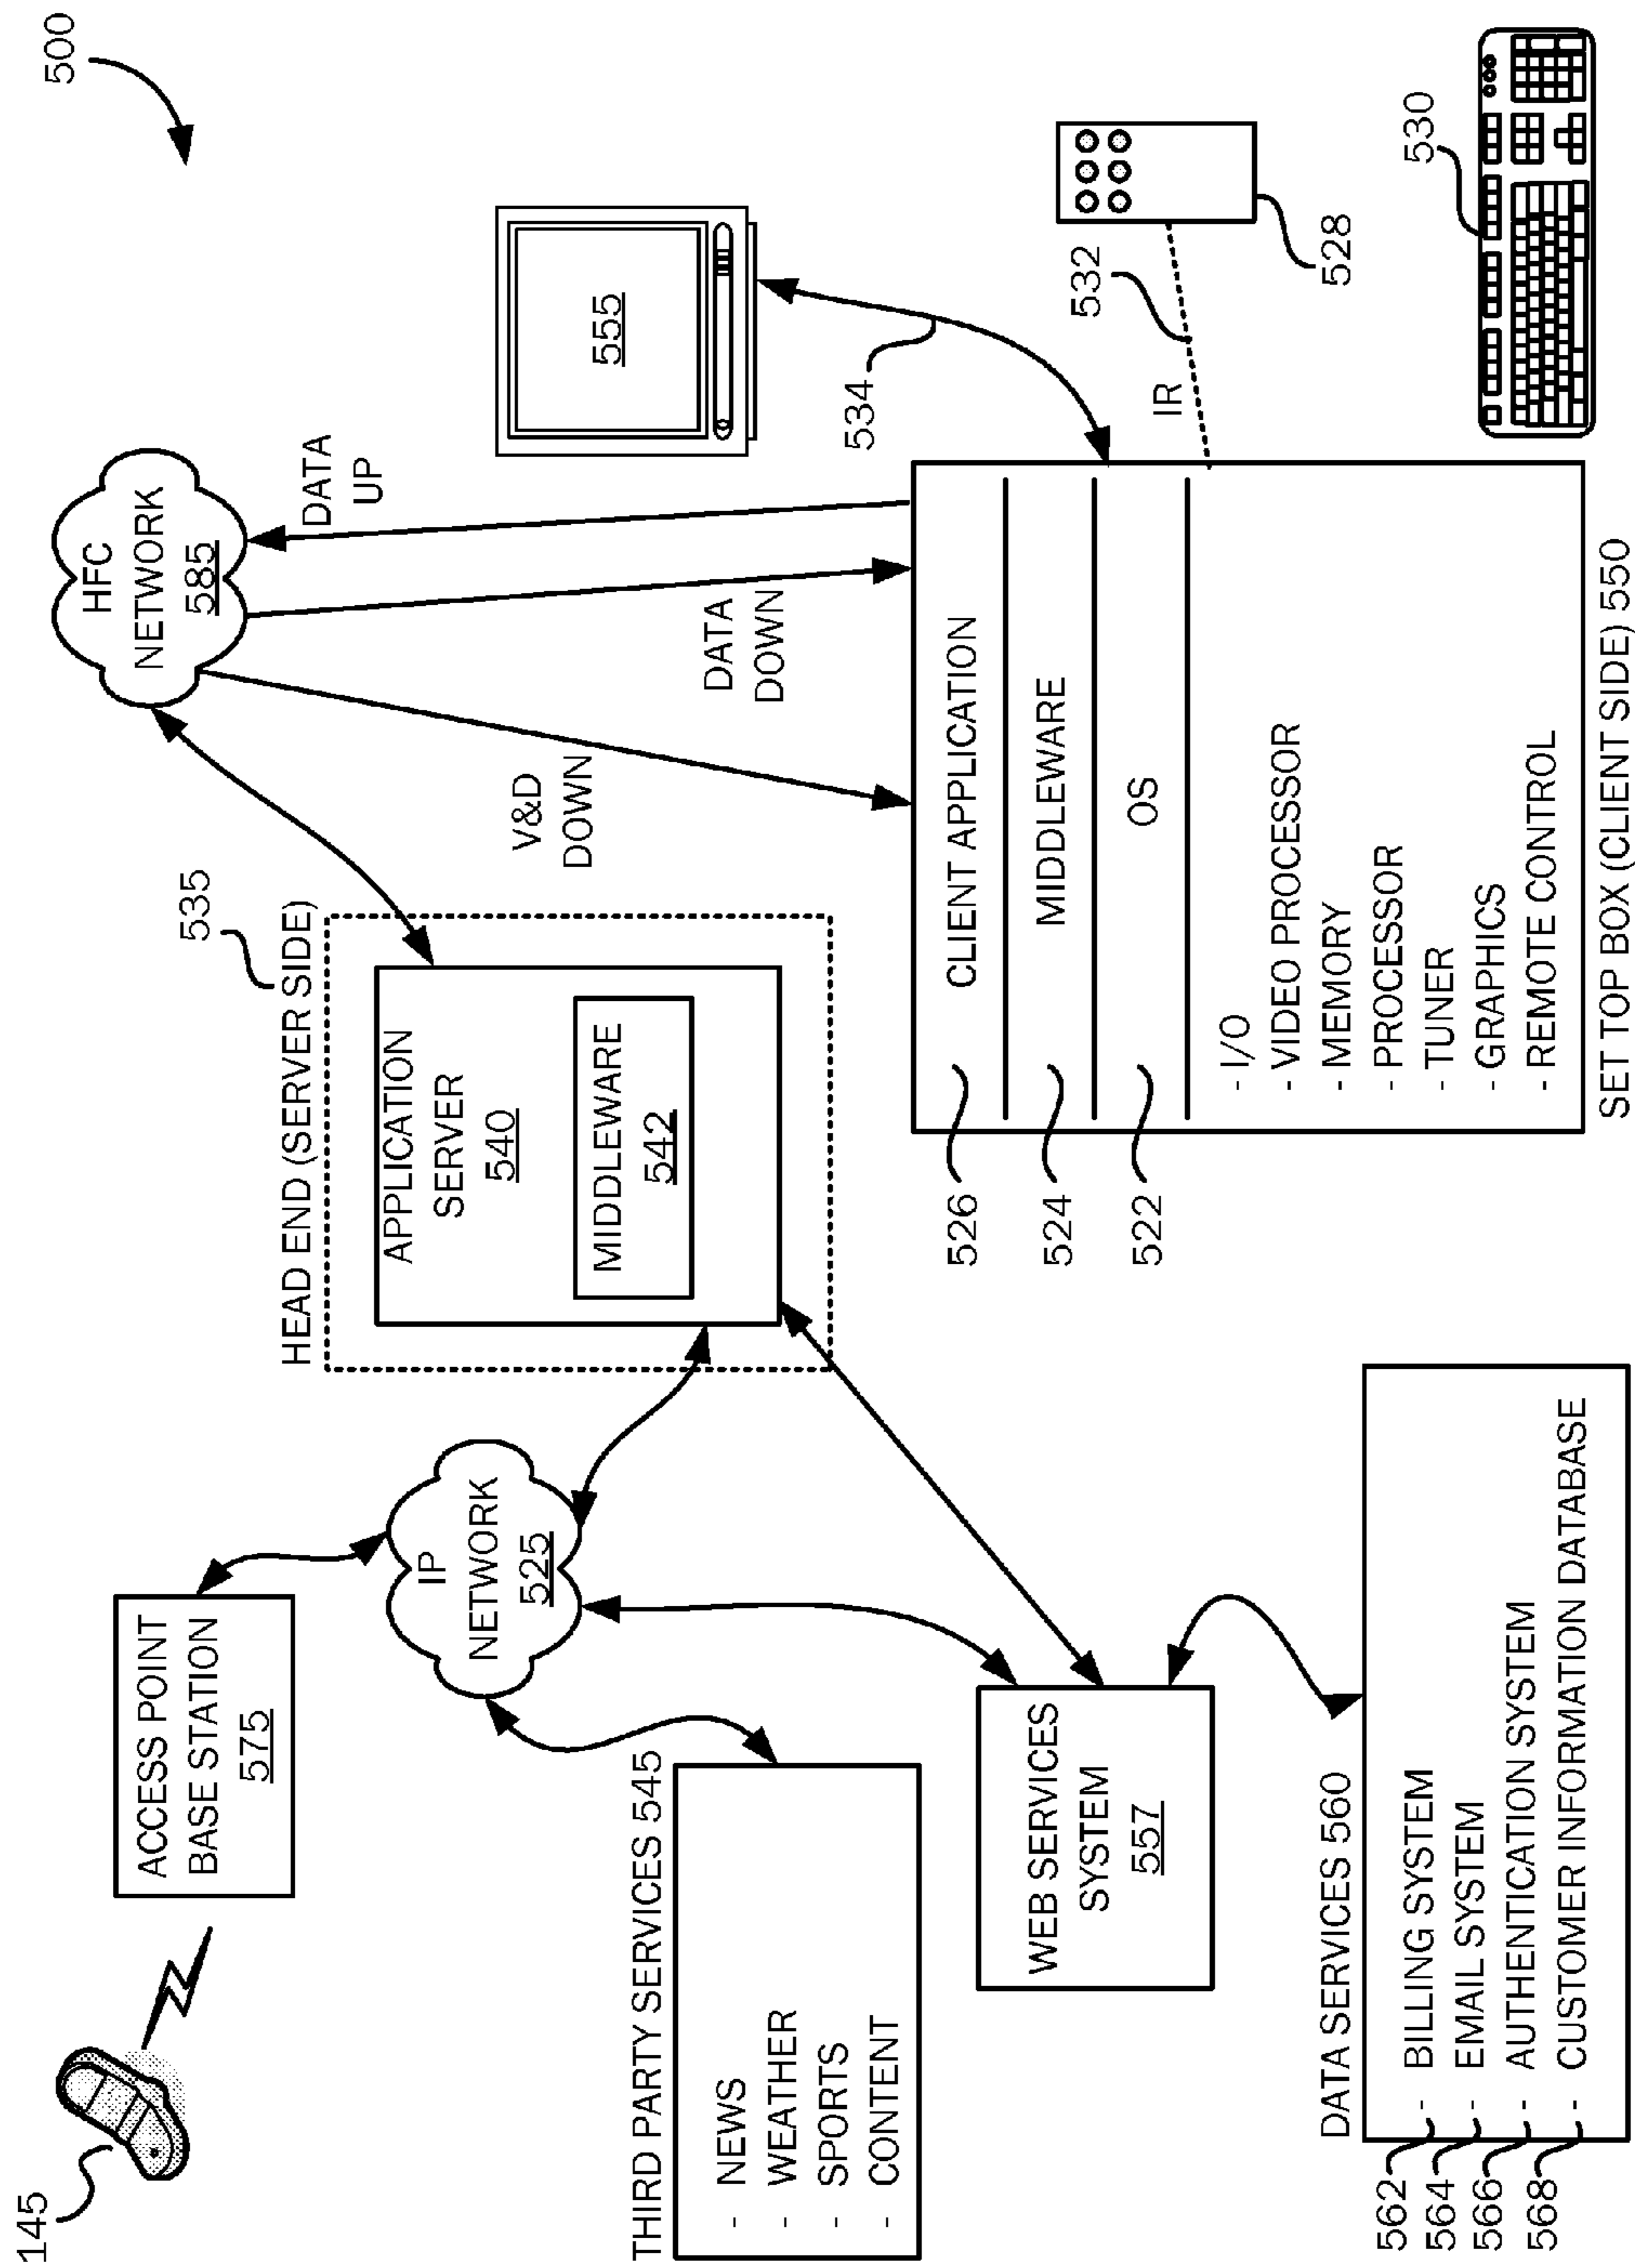 500
HFC
NETWORK
585
DATA
UP
DATA
DOWN
V&D
DOWN
555
534
532
IR
528
530
535
HEAD END (SERVER SIDE)
APPLICATION
SERVER
540
MIDDLEWARE
542
CLIENT APPLICATION
MIDDLEWARE
OS
- I/O
- VIDEO PROCESSOR
- MEMORY
- PROCESSOR
- TUNER
- GRAPHICS
- REMOTE CONTROL
SET TOP BOX (CLIENT SIDE) 550
526
524
522
IP
NETWORK
525
ACCESS POINT
BASE STATION
575
145
THIRD PARTY SERVICES 545
- NEWS
- WEATHER
- SPORTS
- CONTENT
WEB SERVICES
SYSTEM
557
DATA SERVICES 560
- BILLING SYSTEM
- EMAIL SYSTEM
- AUTHENTICATION SYSTEM
- CUSTOMER INFORMATION DATABASE
562
564
566
568